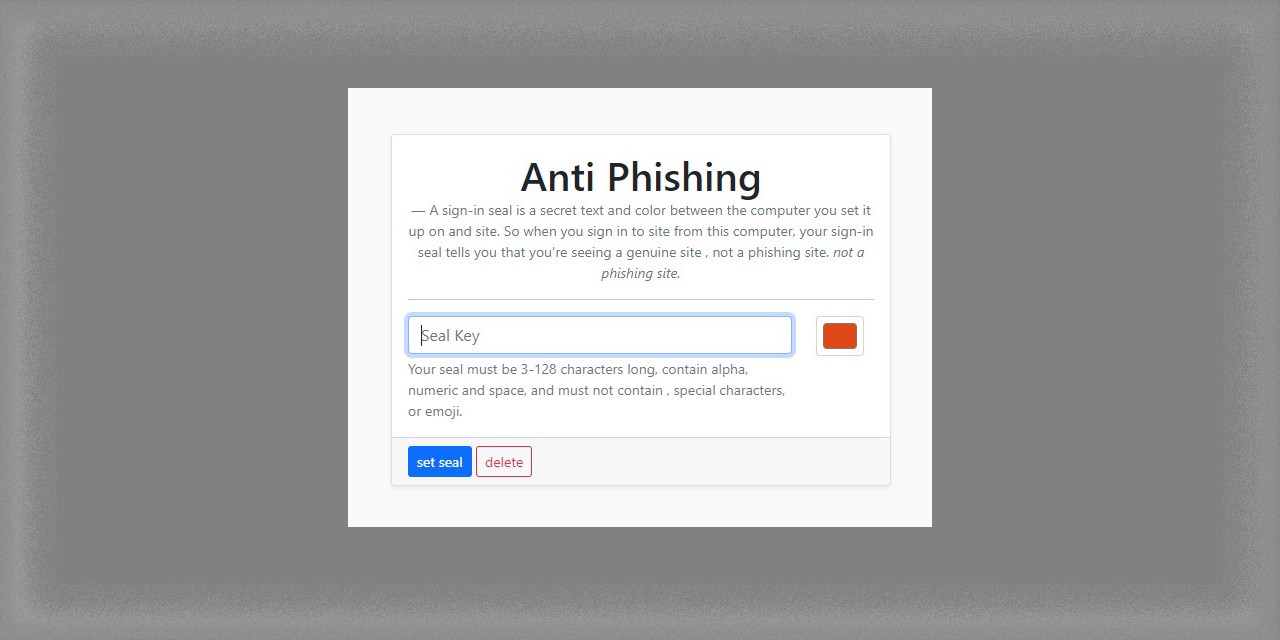 Anti Phishing
— A sign-in seal is a secret text and color between the computer you set it
up on and site. So when you sign in to site from this computer, your sign-in
seal tells you that you're seeing a genuine site , not a phishing site. not a
phishing site.
Seal Key
Your seal must be 3-128 characters long, contain alpha,
numeric and space, and must not contain , special characters,
or emoji.
set seal delete